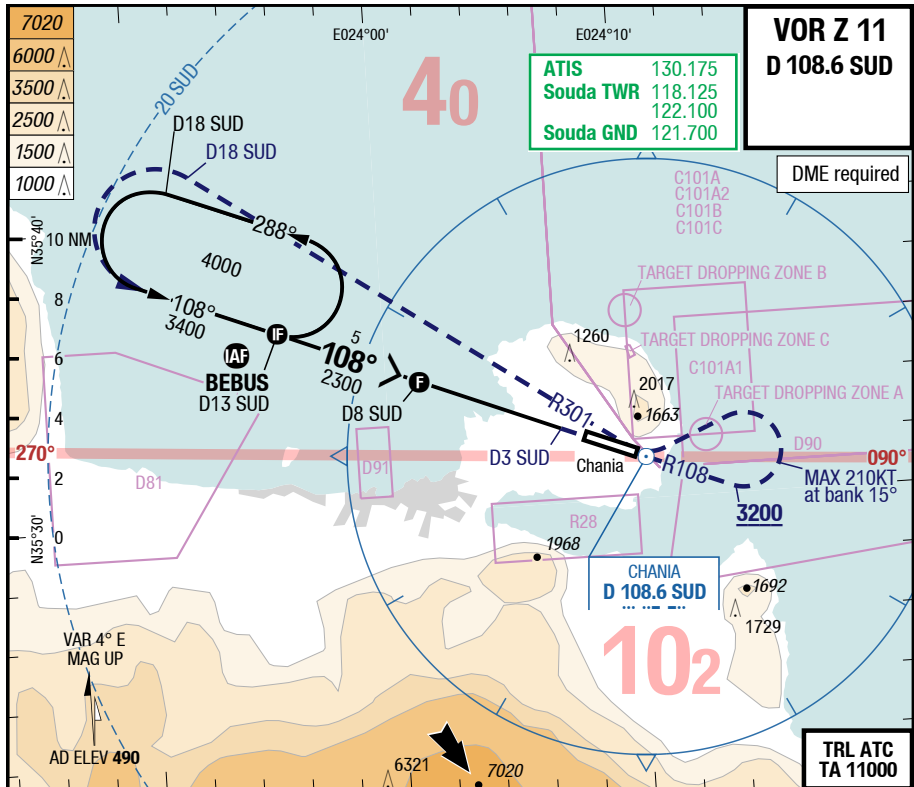 7020
6000
3500
2500
1500
1000
E024°00'
E024°10'
VOR Z 11
D 108.6 SUD
ATIS 130.175
Souda TWR 118.125
122.100
Souda GND 121.700
DME required
40
20 SUD
D18 SUD
D18 SUD
C101A
C101A2
C101B
C101C
N35°40'
10 NM
288°
4000
108°
3400
TARGET DROPPING ZONE B
8
6
4
2
0
IF
IAF
BEBUS
D13 SUD
5
108°
2300
F
D8 SUD
1260
TARGET DROPPING ZONE C
C101A1
2017
1663
TARGET DROPPING ZONE A
R301
270°
D3 SUD
Chania
R108
D90
090°
D81
D91
MAX 210KT
at bank 15°
3200
N35°30'
R28
1968
CHANIA
D 108.6 SUD
1692
1729
102
VAR 4° E
MAG UP
AD ELEV 490
6321
7020
TRL ATC
TA 11000